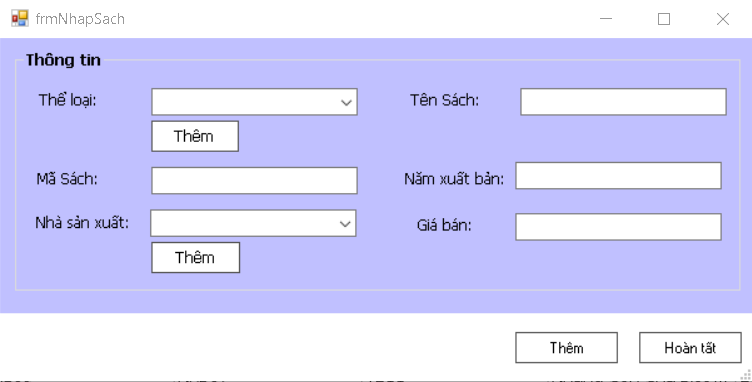 frmNhapSach
Thông tin
Thể loại:
Tên Sách:
Thêm
Mã Sách:
Năm xuất bản:
Nhà sản xuất:
Giá bán:
Thêm
Thêm
Hoàn tất